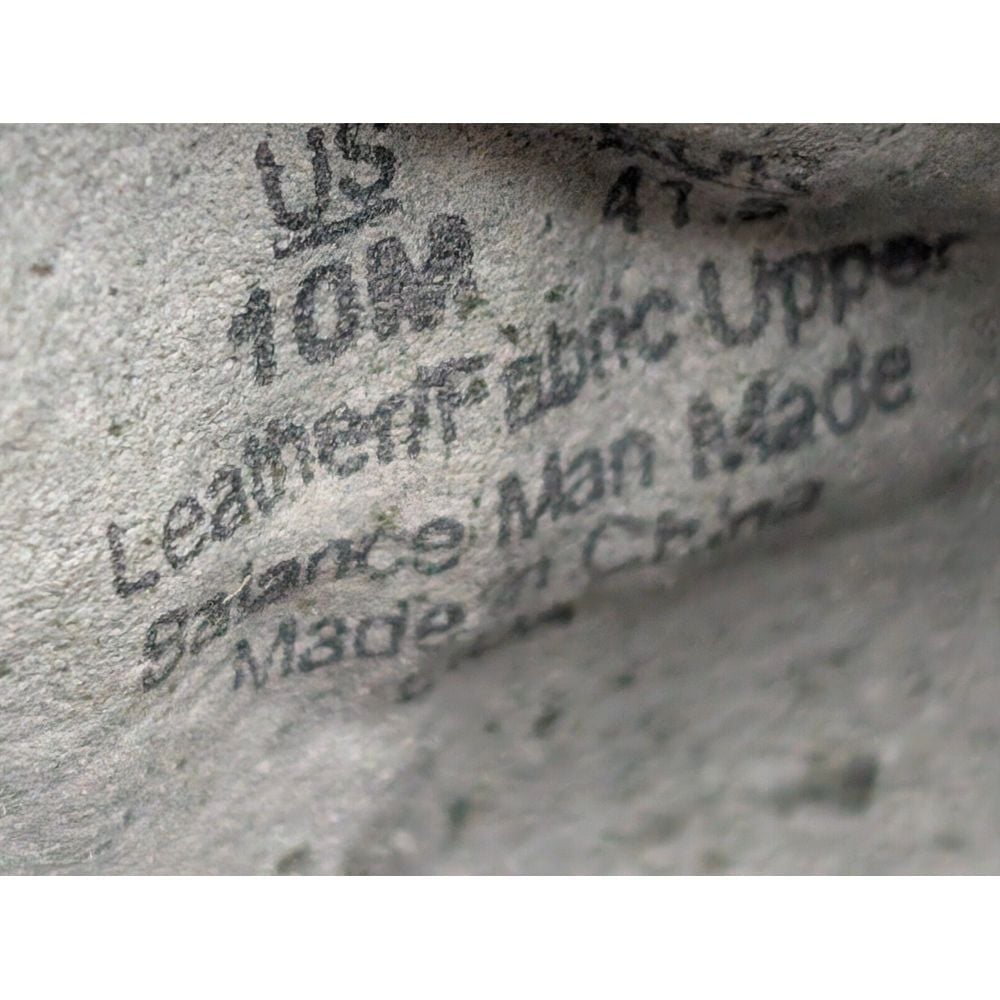 US
10M
Leather/Fabric Upper
Balance Man Made
Made in China